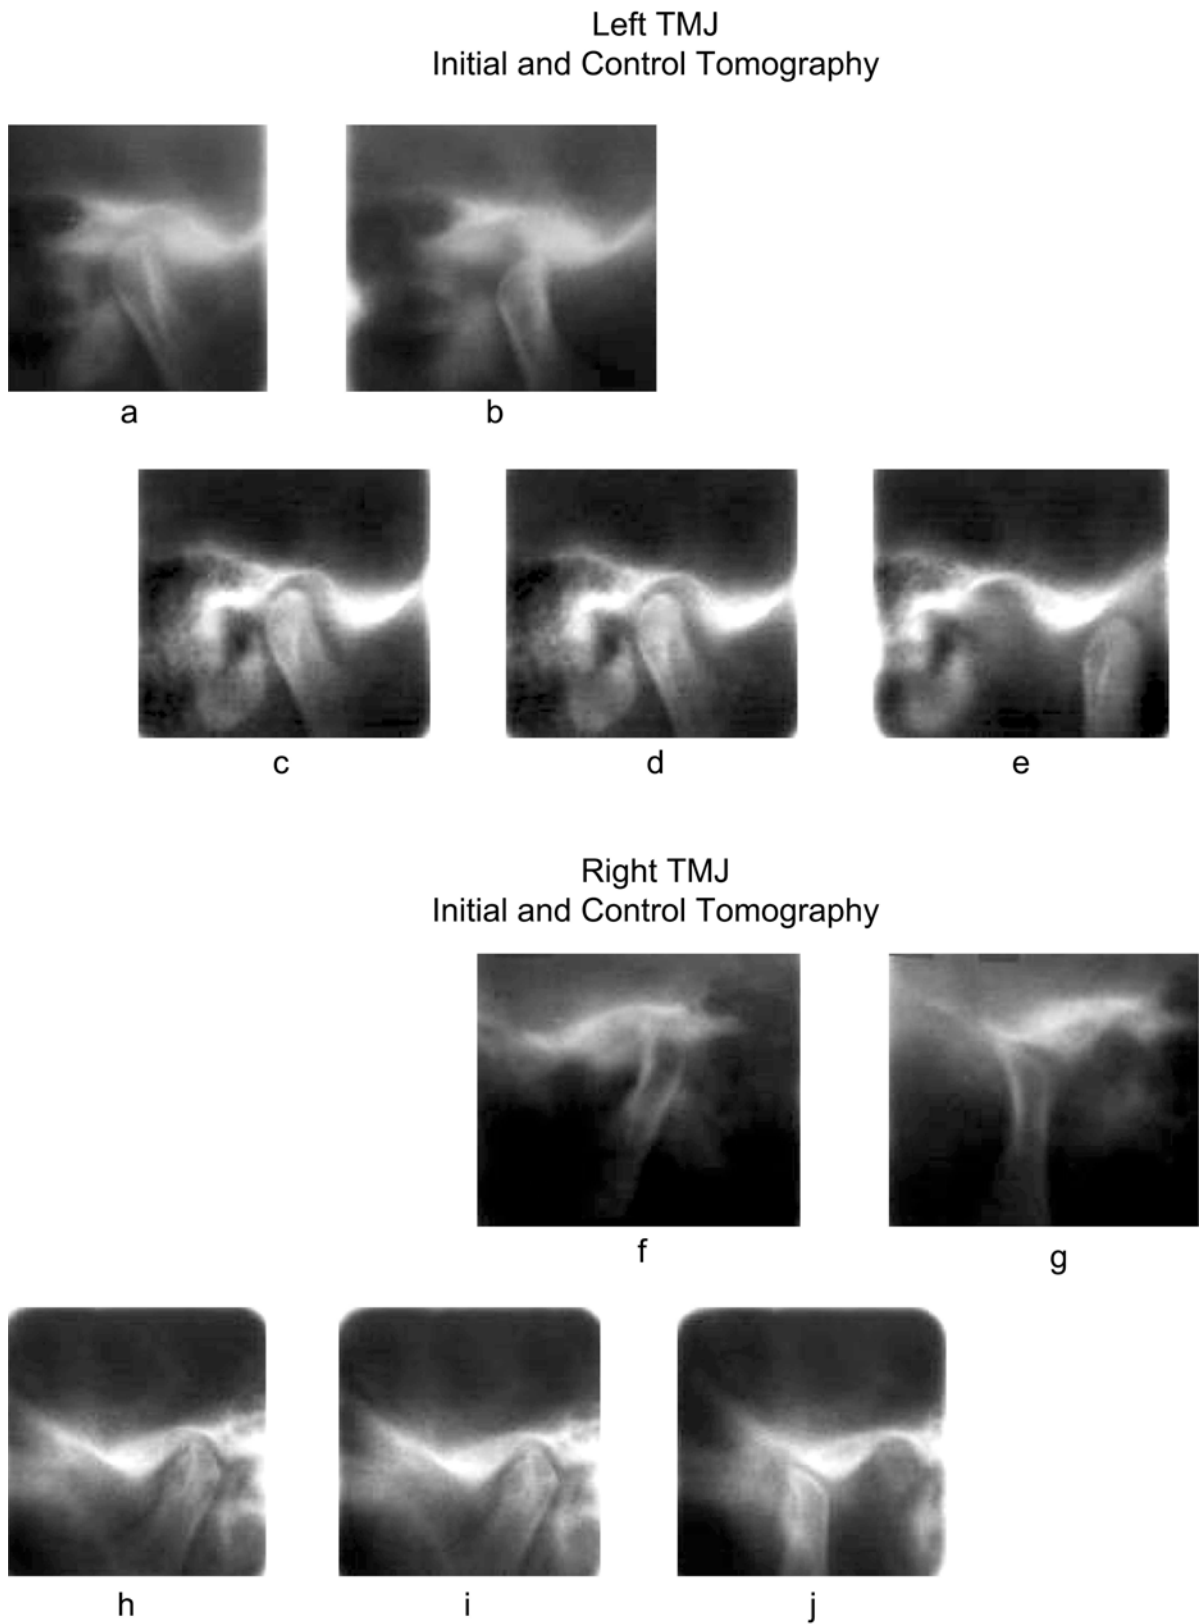 Left TMJ
Initial and Control Tomography
a
b
c
d
e
Right TMJ
Initial and Control Tomography
f
g
h
i
j